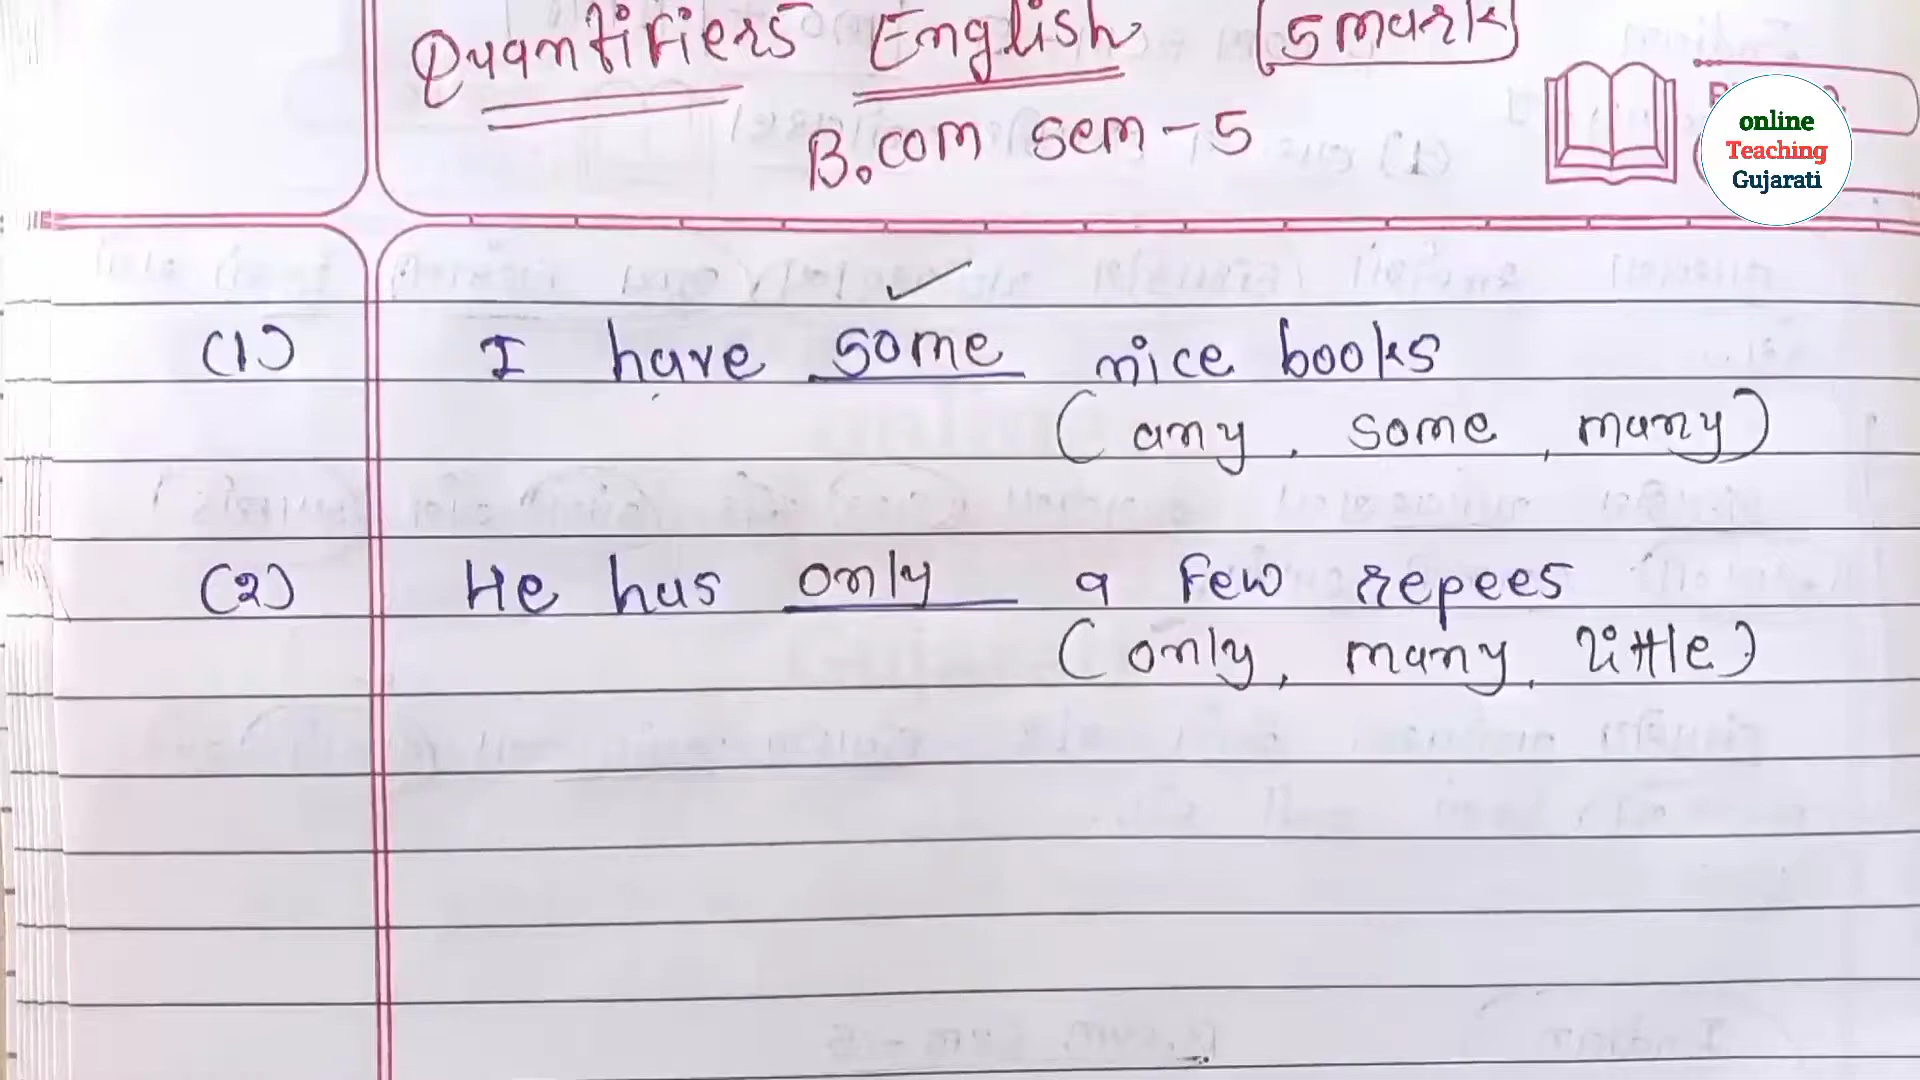 Quantifiers English (5 mark)
B.com sem-5
online
Teaching
Gujarati
(1) I have some nice books
(any, some, many)
(2) He has only a few repees
(only, many, little)